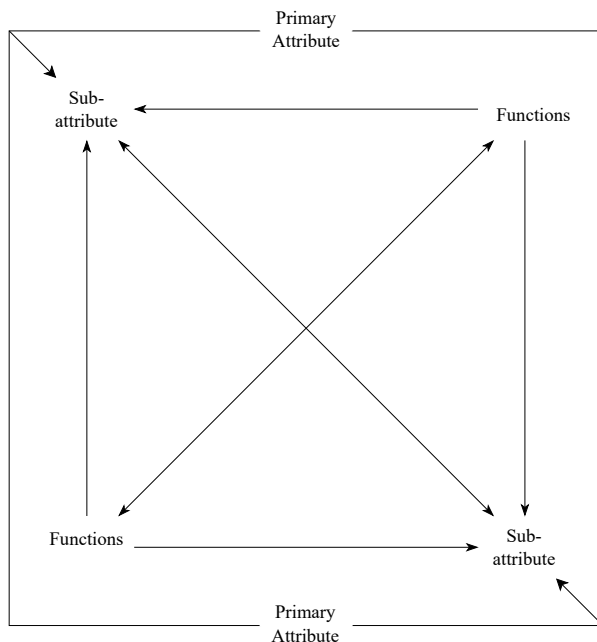 Primary
Attribute
Sub-
attribute
Functions
Functions
Sub-
attribute
Primary
Attribute